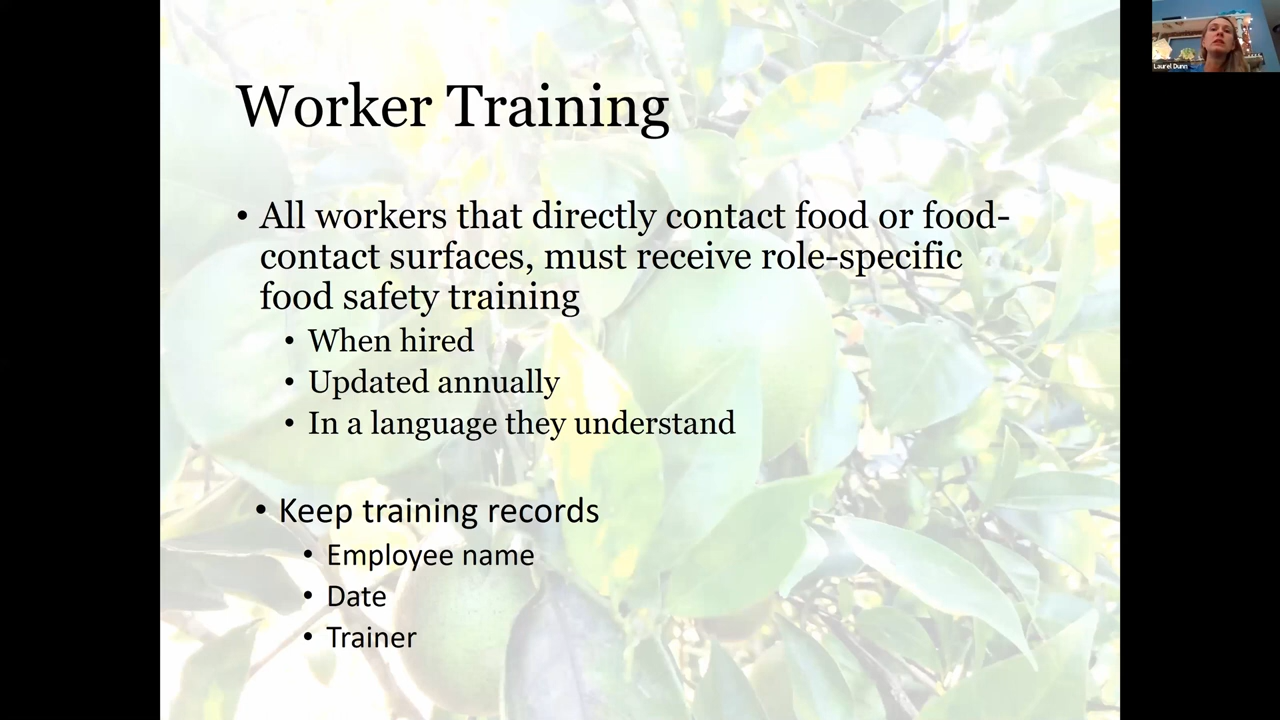 Worker Training
• All workers that directly contact food or food-
contact surfaces, must receive role-specific
food safety training
• When hired
• Updated annually
• In a language they understand
• Keep training records
• Employee name
• Date
• Trainer
Laurel Dunn